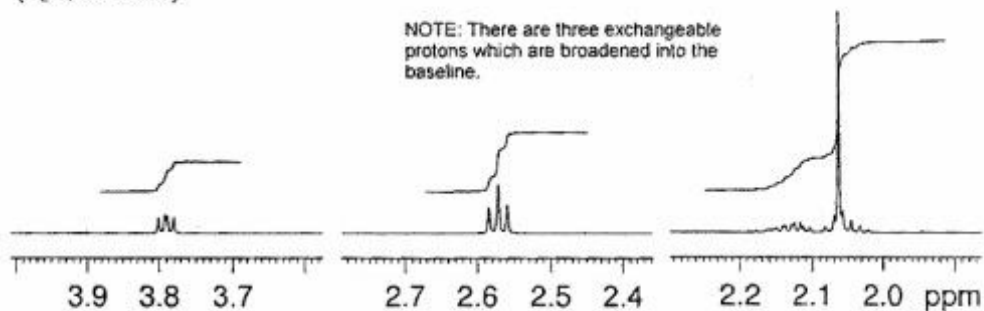 NOTE: There are three exchangeable
protons which are broadened into the
baseline.
3.9 3.8 3.7 2.7 2.6 2.5 2.4 2.2 2.1 2.0 ppm